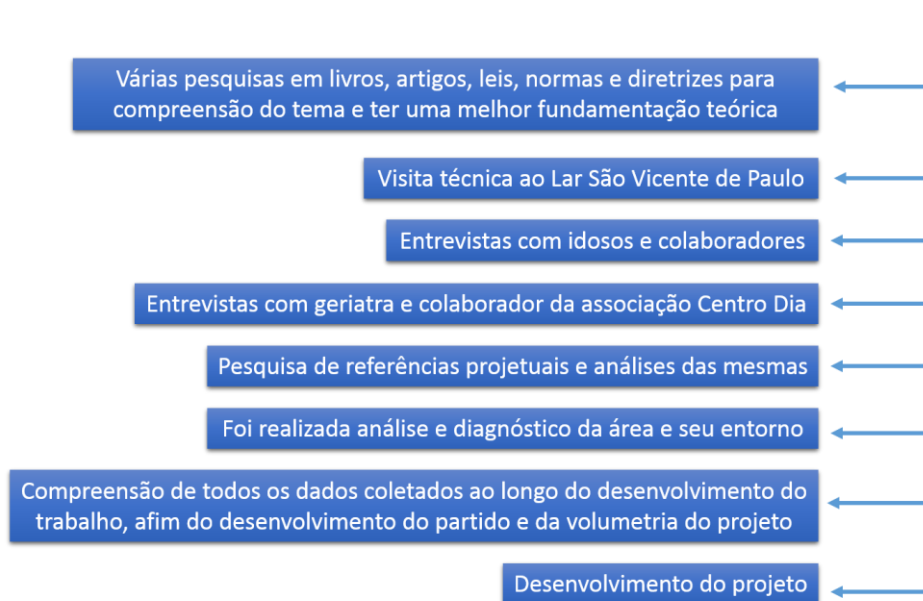 Várias pesquisas em livros, artigos, leis, normas e diretrizes para
compreensão do tema e ter uma melhor fundamentação teórica
Visita técnica ao Lar São Vicente de Paulo
Entrevistas com idosos e colaboradores
Entrevistas com geriatra e colaborador da associação Centro Dia
Pesquisa de referências projetuais e análises das mesmas
Foi realizada análise e diagnóstico da área e seu entorno
Compreensão de todos os dados coletados ao longo do desenvolvimento do
trabalho, afim do desenvolvimento do partido e da volumetria do projeto
Desenvolvimento do projeto